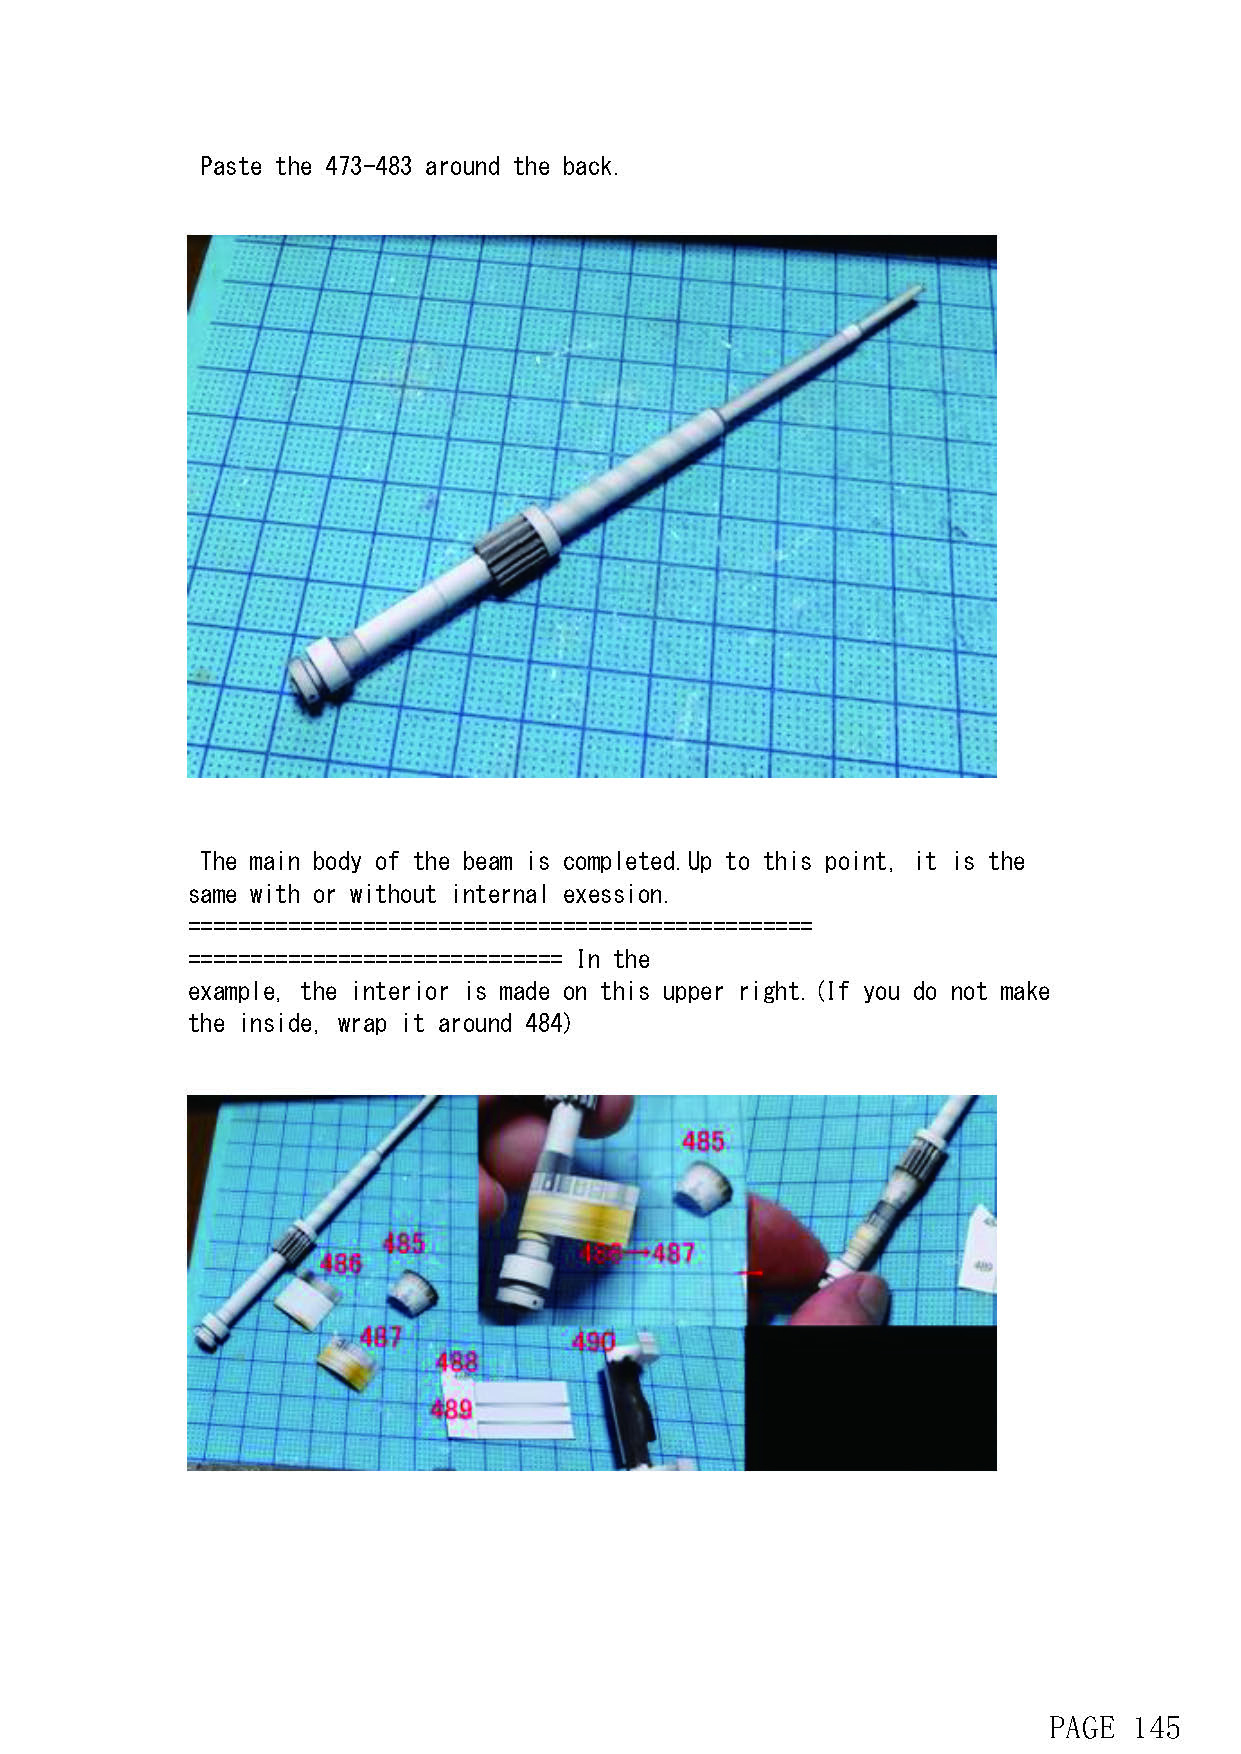 Paste the 473-483 around the back.
The main body of the beam is completed.Up to this point, it is the
same with or without internal exession.
==================================================
============================== In the
example, the interior is made on this upper right.(If you do not make
the inside, wrap it around 484)
485
486→487
485
486
487
488
489
490
489
PAGE 145